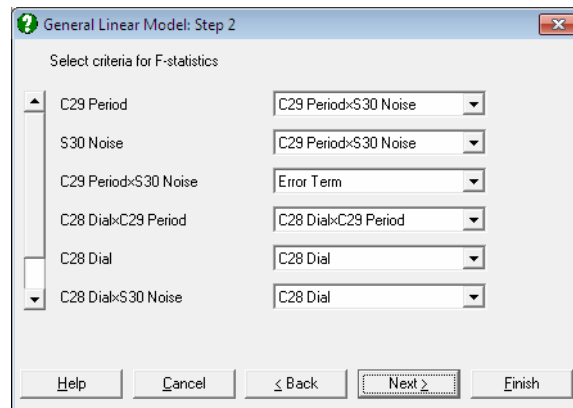 General Linear Model: Step 2
Select criteria for F-statistics
C29 Period C29 Period×S30 Noise
S30 Noise C29 Period×S30 Noise
C29 Period×S30 Noise Error Term
C28 Dial×C29 Period C28 Dial×C29 Period
C28 Dial C28 Dial
C28 Dial×S30 Noise C28 Dial
Help Cancel < Back Next > Finish